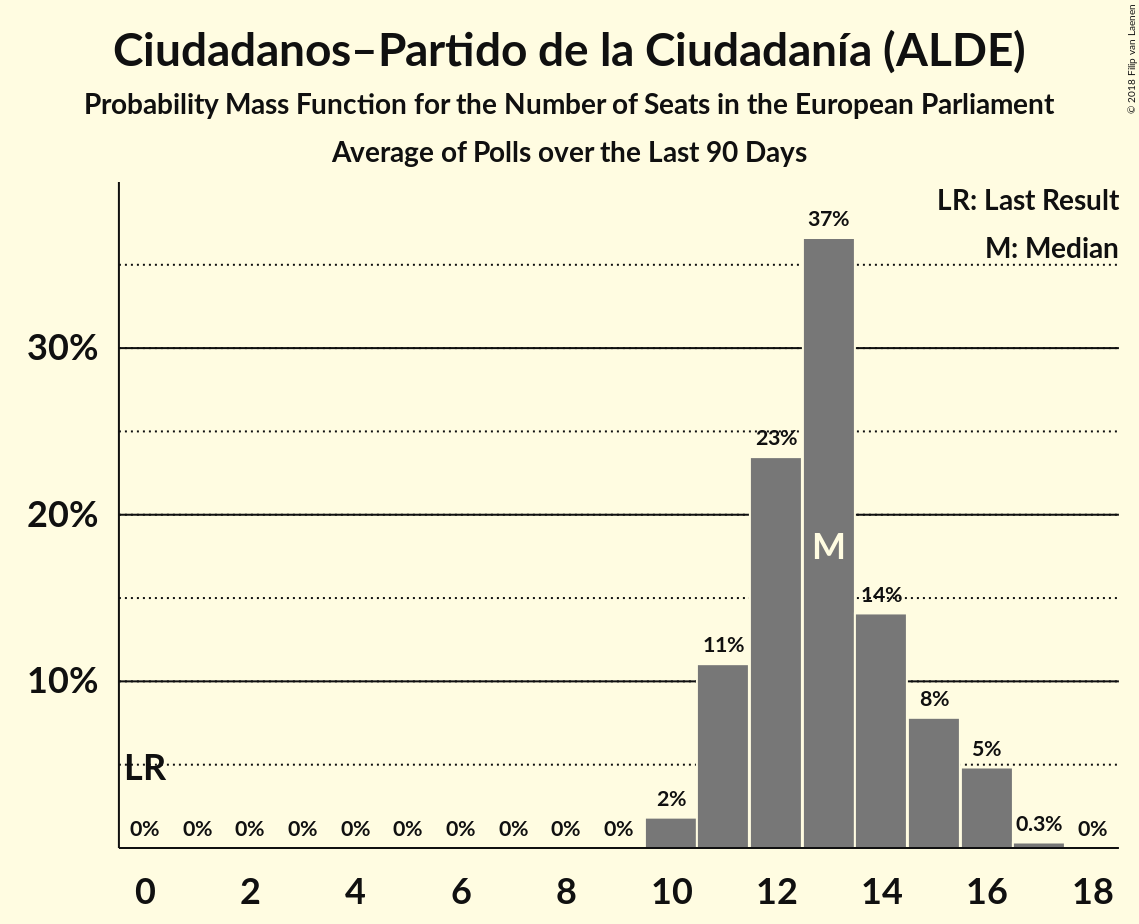 Ciudadanos–Partido de la Ciudadanía (ALDE)
Probability Mass Function for the Number of Seats in the European Parliament
Average of Polls over the Last 90 Days
© 2018 Filip van Laenen
LR: Last Result
M: Median
37%
30%
23%
20%
M
14%
11%
10%
8%
LR
5%
2%
0% 0% 0% 0% 0% 0% 0% 0% 0% 0% 0.3% 0%
0 2 4 6 8 10 12 14 16 18